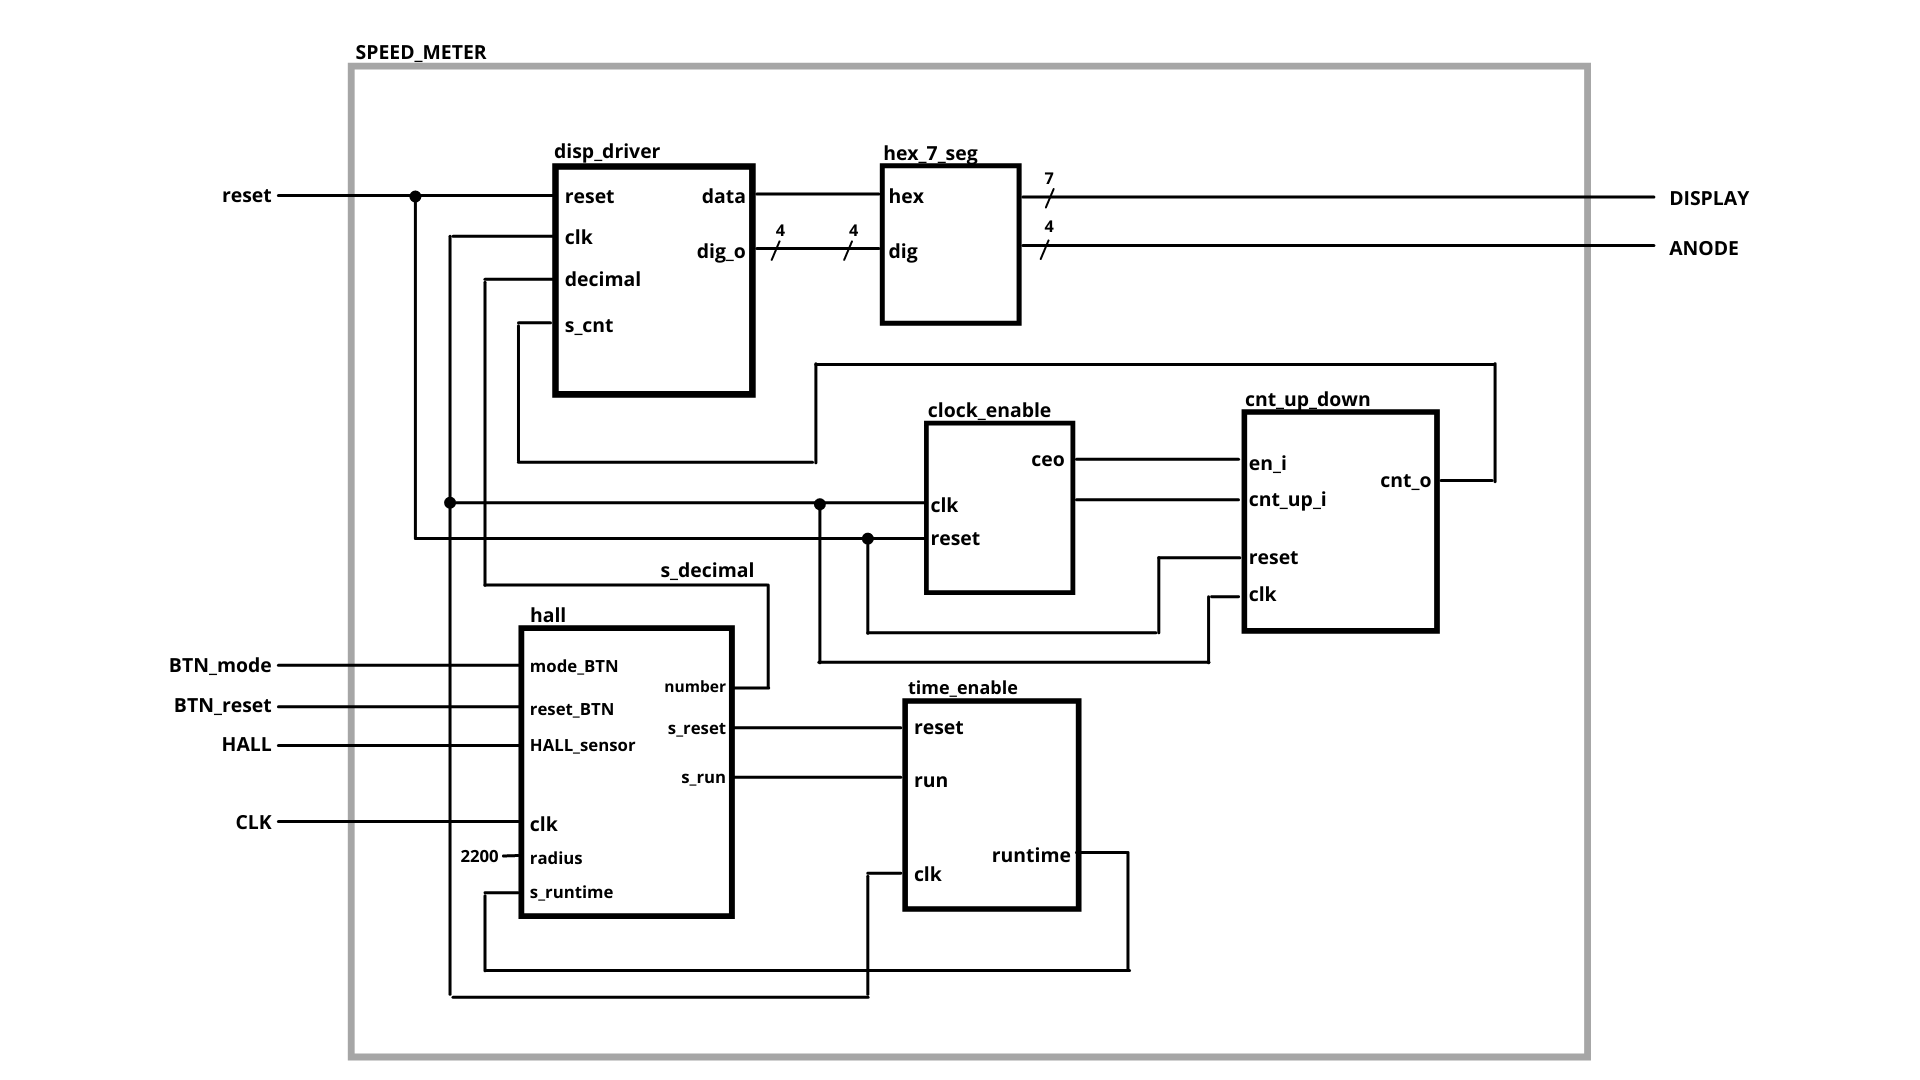 SPEED_METER
disp_driver
hex_7_seg
reset
reset
data
hex
7
DISPLAY
clk
dig_o
4
4
dig
4
ANODE
decimal
s_cnt
clock_enable
cnt_up_down
ceo
en_i
cnt_o
clk
cnt_up_i
reset
reset
clk
s_decimal
hall
BTN_mode
mode_BTN
number
time_enable
BTN_reset
reset_BTN
s_reset
reset
HALL
HALL_sensor
s_run
run
CLK
clk
2200
radius
runtime
clk
s_runtime